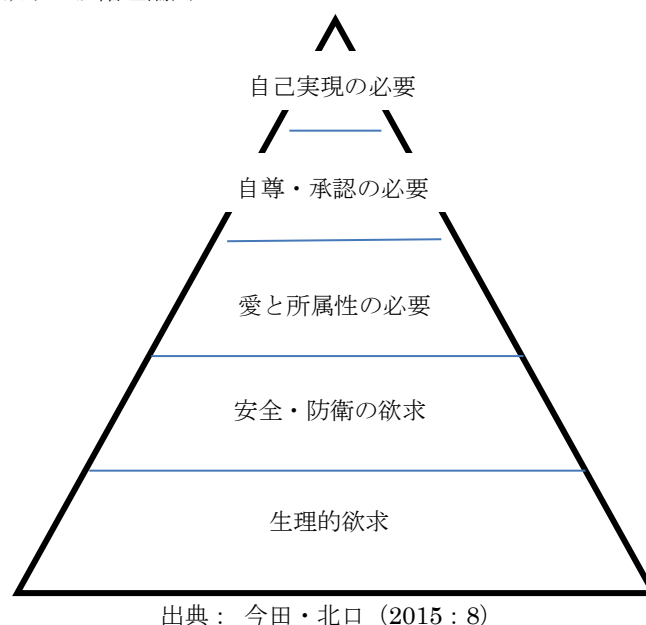 自己実現の必要
自尊・承認の必要
愛と所属性の必要
安全・防衛の欲求
生理的欲求
出典： 今田・北口（2015：8）